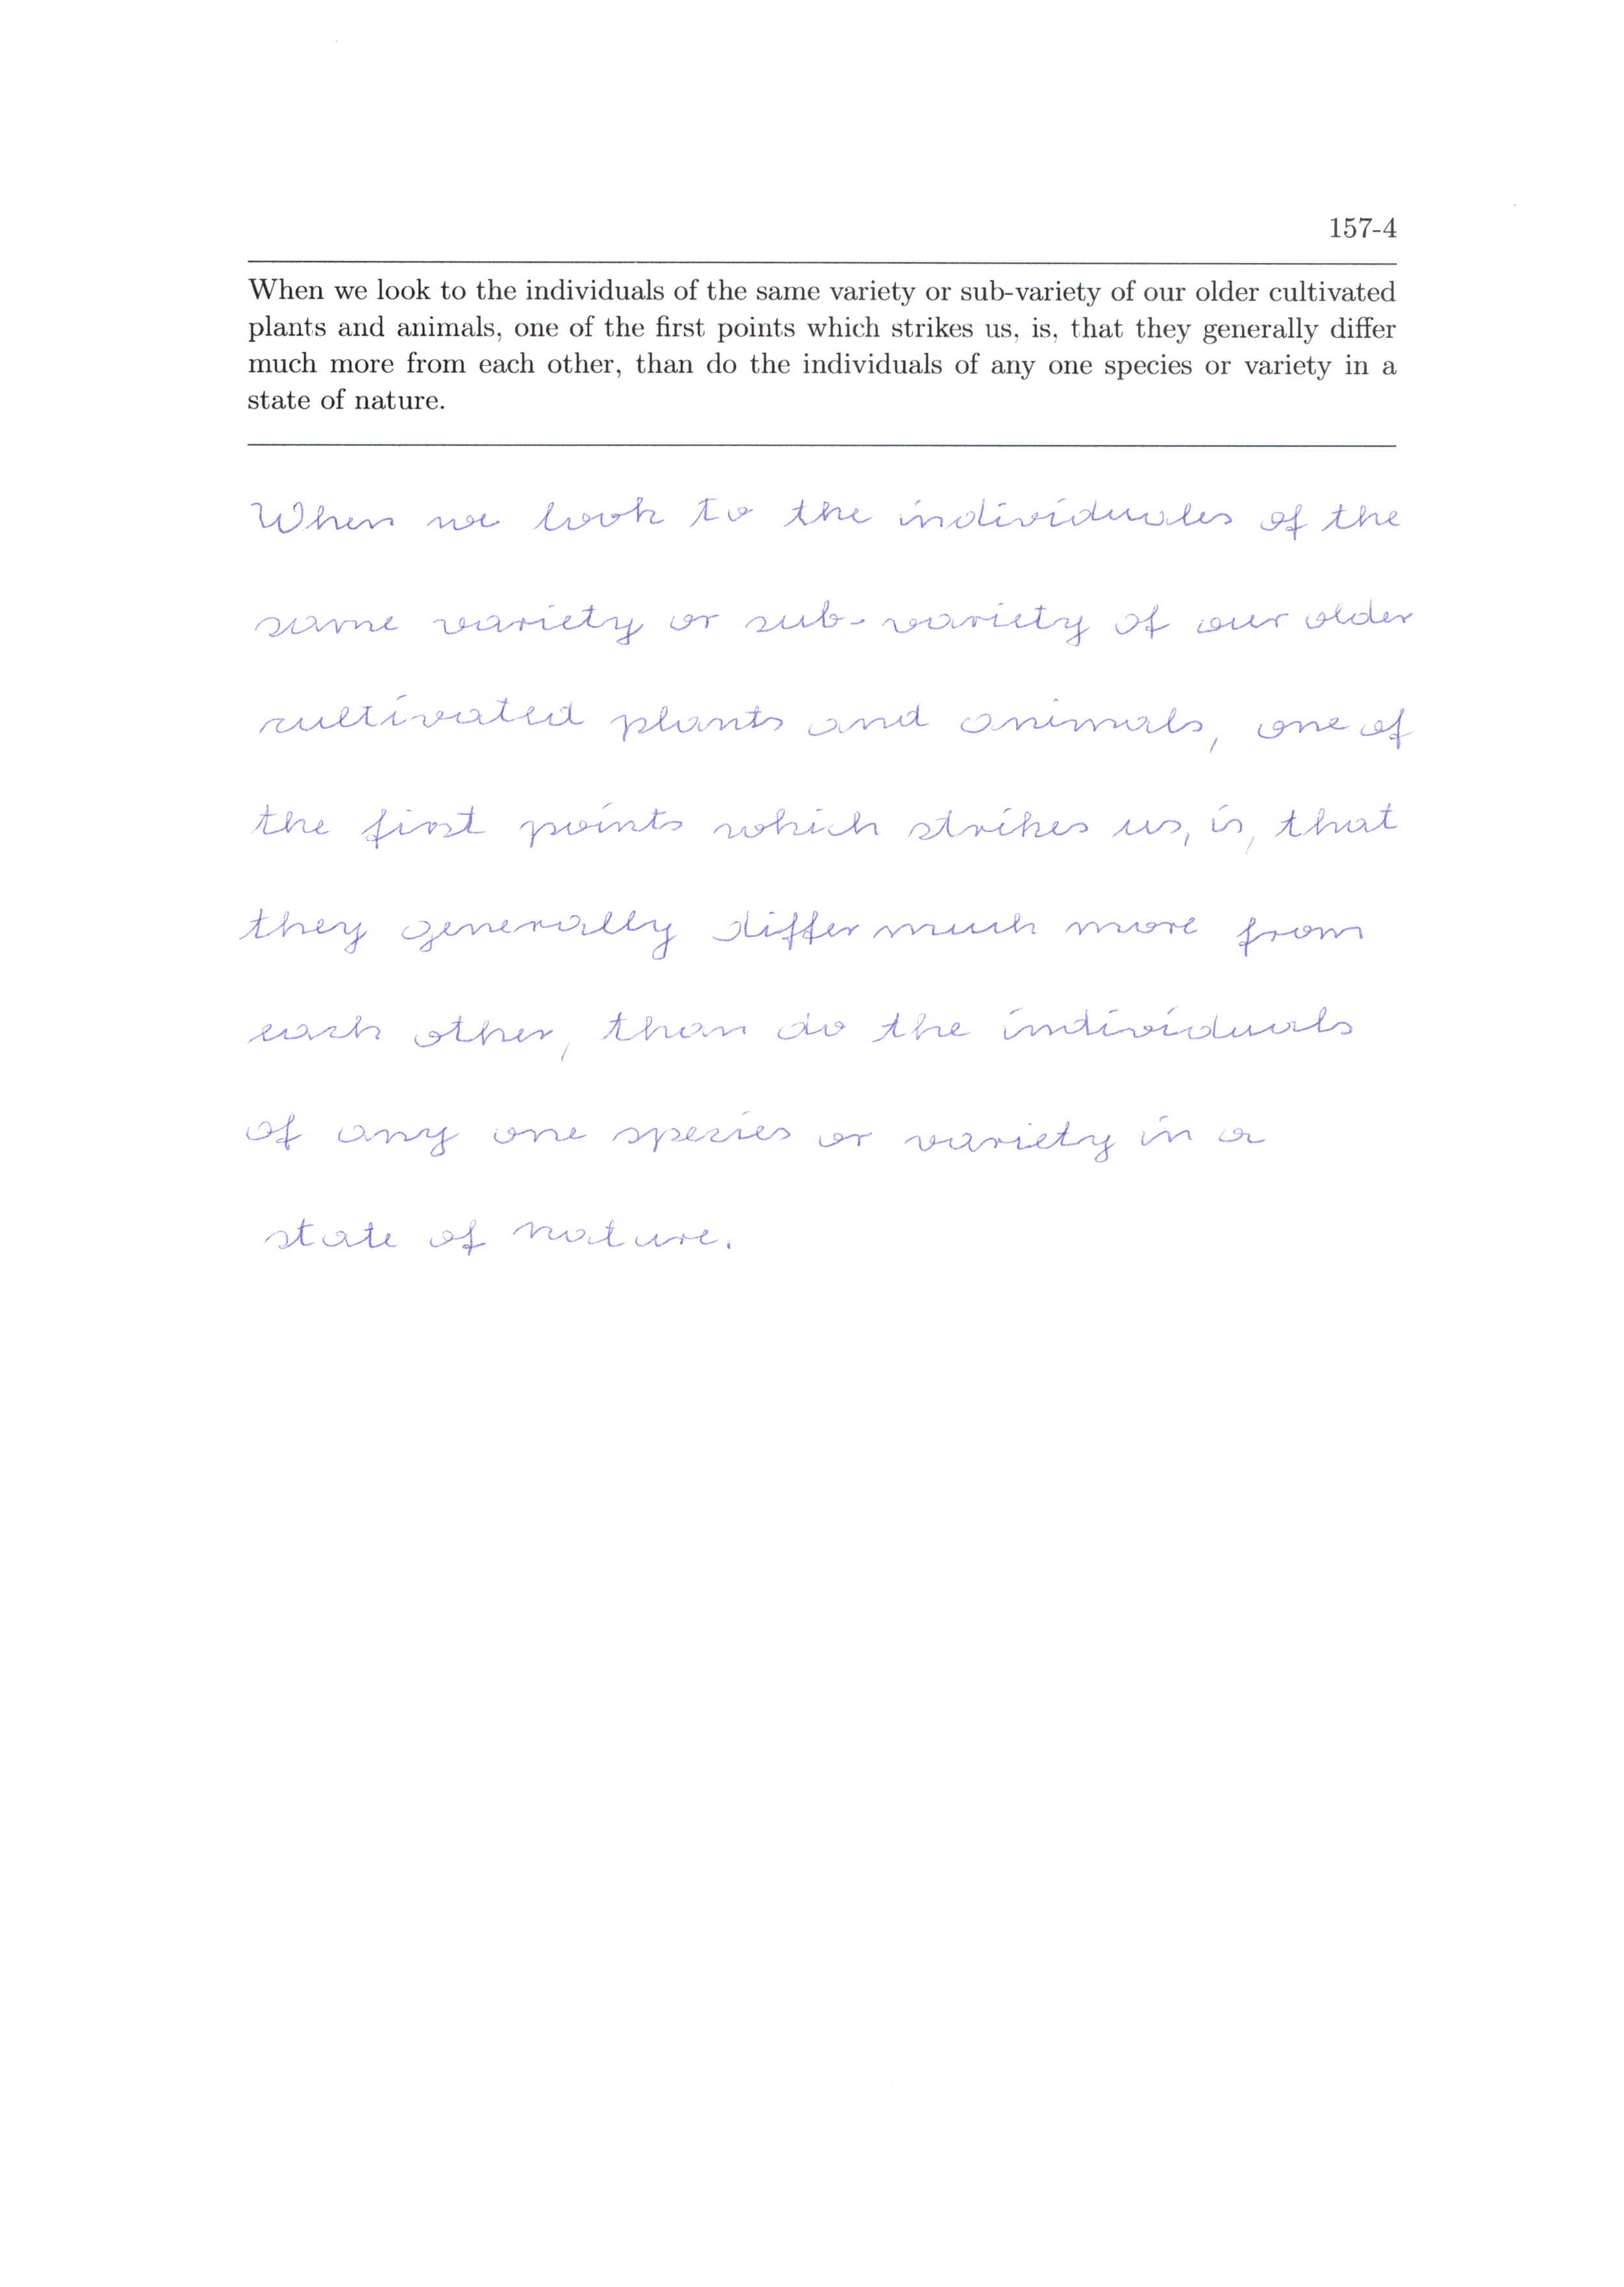 157-4
When we look to the individuals of the same variety or sub-variety of our older cultivated
plants and animals, one of the first points which strikes us, is, that they generally differ
much more from each other, than do the individuals of any one species or variety in a
state of nature.
When we look to the individuales of the
same variety or sub-variety of our older
cultivated plants and animals, one of
the first points which strikes us, is, that
they generally differ much more from
each other, than do the individuals
of any one species or variety in a
state of nature.